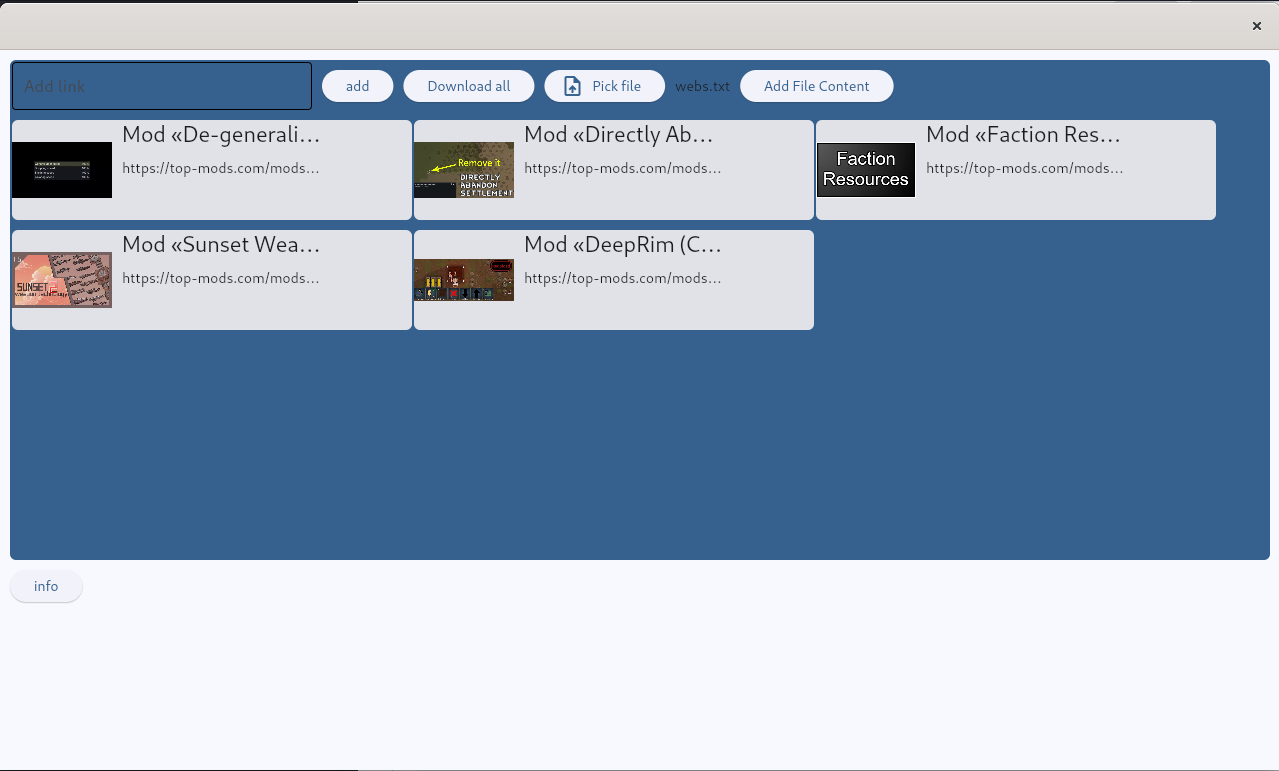 ×
Add link
add
Download all
Pick file
webs.txt
Add File Content
Mod «De-generali...
https://top-mods.com/mods...
Mod «Directly Ab...
https://top-mods.com/mods...
Remove it
DIRECTLY
ABANDON
SETTLEMENT
Mod «Faction Res...
https://top-mods.com/mods...
Faction
Resources
Mod «Sunset Wea...
https://top-mods.com/mods...
SUNSET
Mod «DeepRim (C...
https://top-mods.com/mods...
info